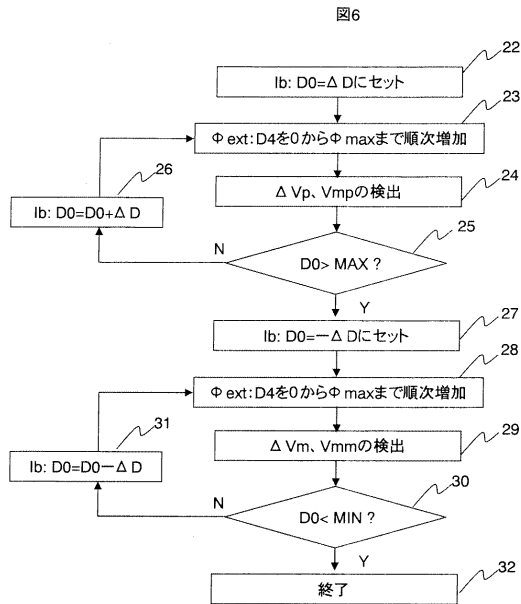 図6
22
Ib: D0=ΔDにセット
23
Φext:D4を0からΦmaxまで順次増加
26
24
ΔVp、Vmpの検出
Ib: D0=D0+ΔD
25
N
D0> MAX ?
Y
27
Ib: D0=−ΔDにセット
28
Φext:D4を0からΦmaxまで順次増加
31
29
ΔVm、Vmmの検出
Ib: D0=D0−ΔD
30
N
D0< MIN ?
Y
32
終了